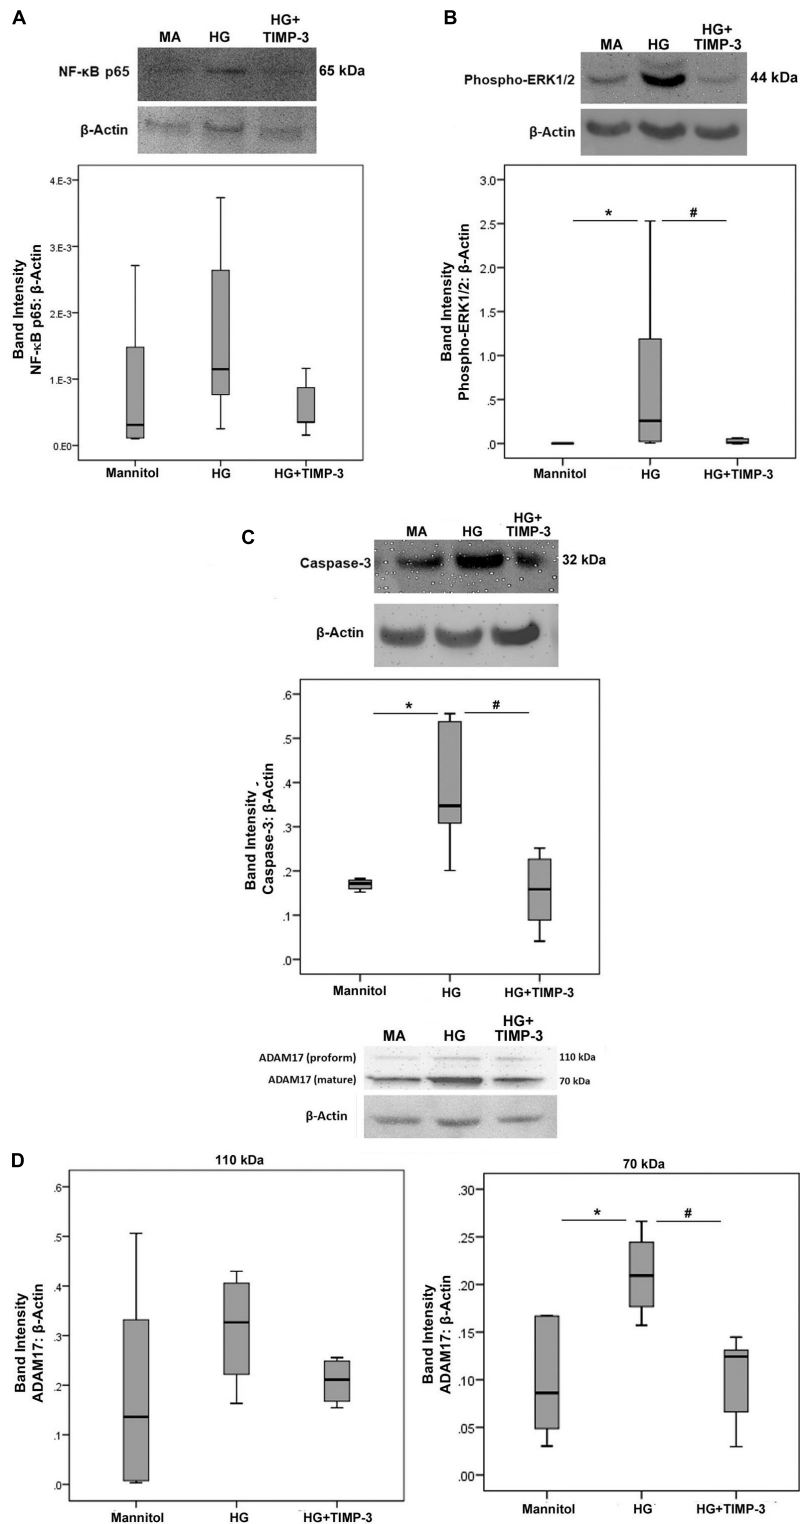 A
MA HG HG+
TIMP-3
NF-κB p65
65 kDa
β-Actin
Band Intensity
NF-κB p65: β-Actin
4.E-3
3.E-3
2.E-3
1.E-3
0.E0
Mannitol HG HG+TIMP-3
B
MA HG HG+
TIMP-3
Phospho-ERK1/2
44 kDa
β-Actin
Band Intensity
Phospho-ERK1/2: β-Actin
3.0
2.5
2.0
1.5
1.0
.5
.0
* #
Mannitol HG HG+TIMP-3
C
MA HG HG+
TIMP-3
Caspase-3
32 kDa
β-Actin
Band Intensity
Caspase-3: β-Actin
.6
.5
.4
.3
.2
.1
.0
* #
Mannitol HG HG+TIMP-3
MA HG HG+
TIMP-3
ADAM17 (proform) 110 kDa
ADAM17 (mature) 70 kDa
β-Actin
D
110 kDa
Band Intensity
ADAM17: β-Actin
.6
.5
.4
.3
.2
.1
.0
Mannitol HG HG+TIMP-3
70 kDa
Band Intensity
ADAM17: β-Actin
.30
.25
.20
.15
.10
.05
.00
* #
Mannitol HG HG+TIMP-3